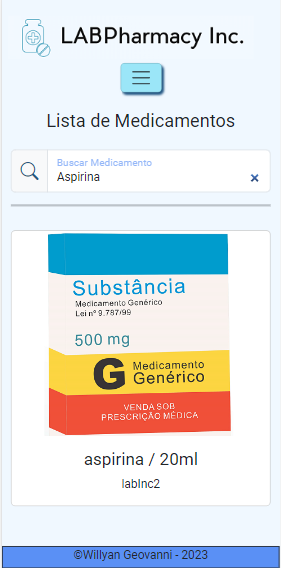 LABPharmacy Inc.
Lista de Medicamentos
Buscar Medicamento
Aspirina
×
Substância
Medicamento Genérico
Lei nº 9.787/99
500 mg
G Medicamento
Genérico
VENDA SOB
PRESCRIÇÃO MÉDICA
aspirina / 20ml
labInc2
©Willyan Geovanni - 2023